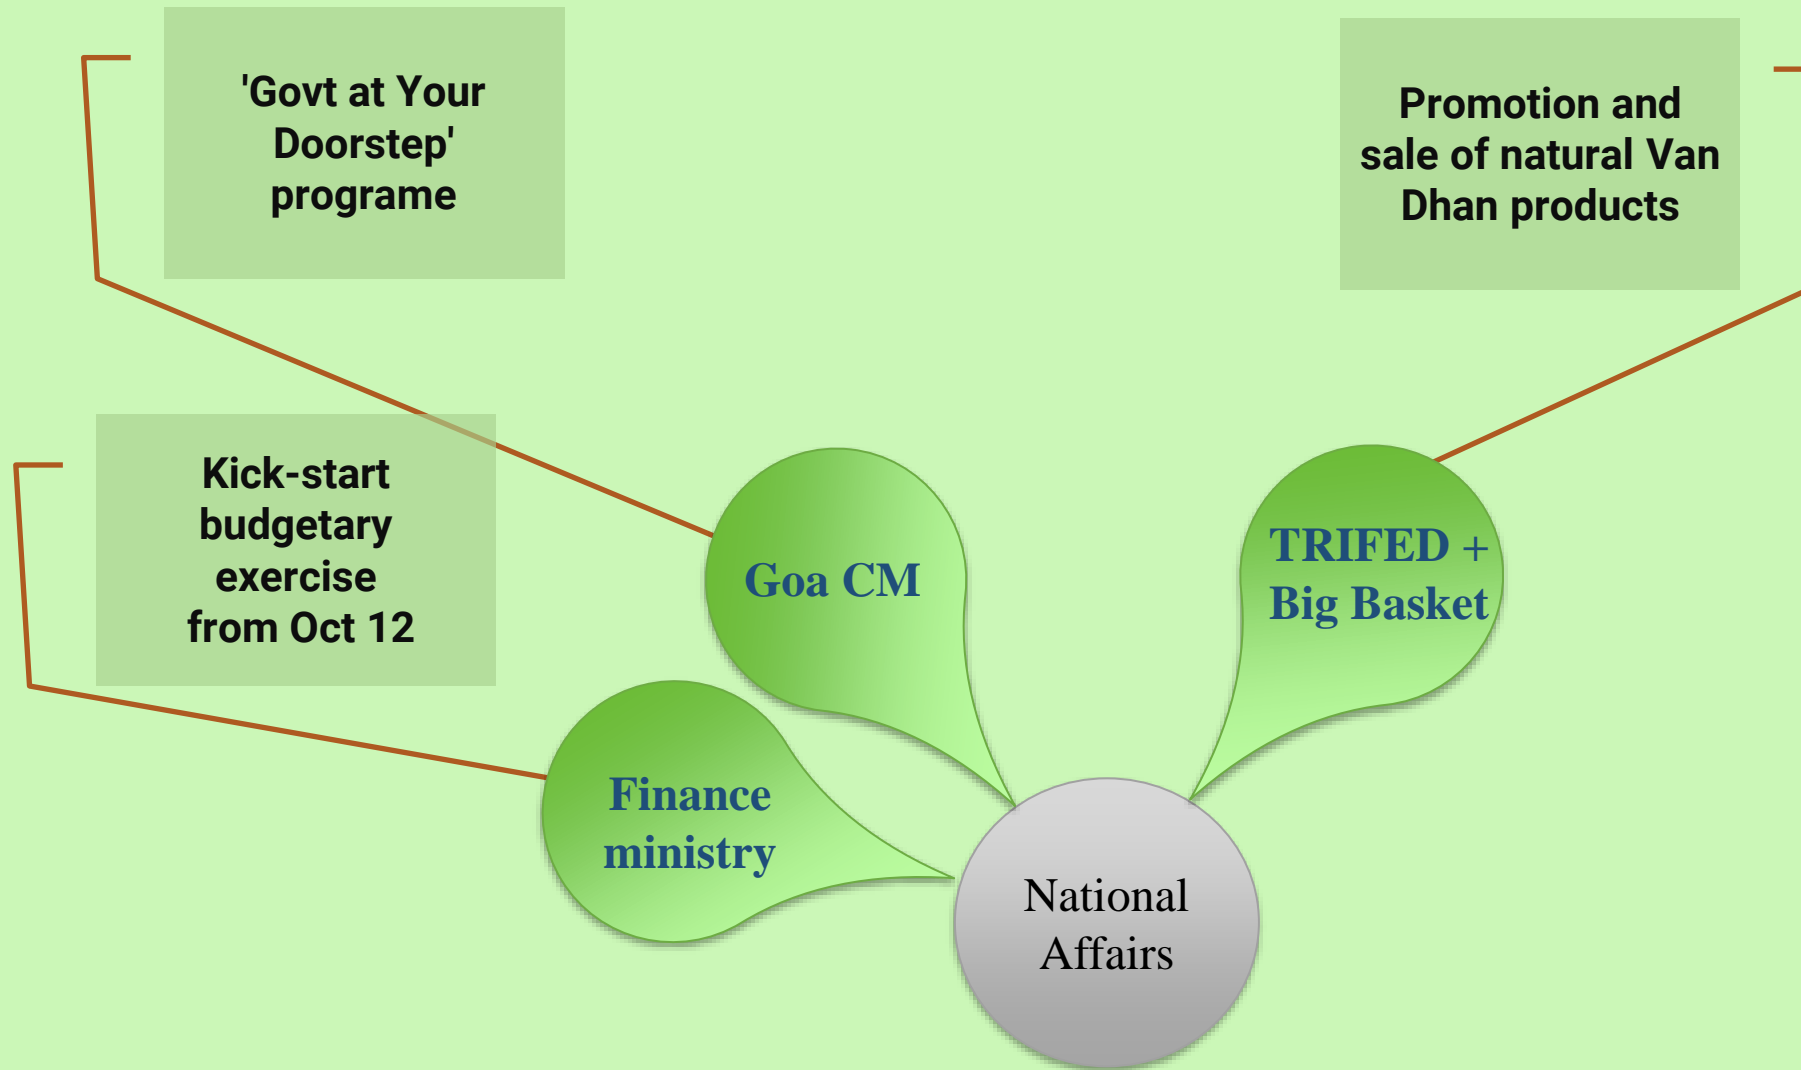 'Govt at Your
Doorstep'
programe
Promotion and
sale of natural Van
Dhan products
Kick-start
budgetary
exercise
from Oct 12
Goa CM
TRIFED +
Big Basket
Finance
ministry
National
Affairs